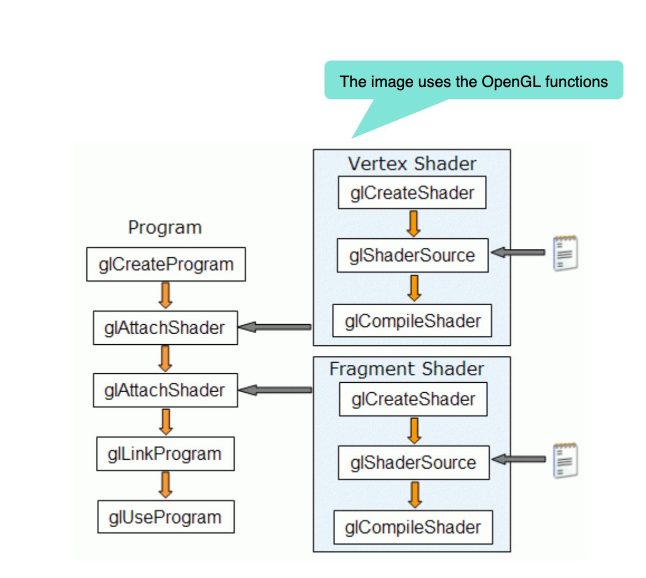 The image uses the OpenGL functions
Vertex Shader
glCreateShader
glShaderSource
glCompileShader
Program
glCreateProgram
glAttachShader
glAttachShader
glLinkProgram
glUseProgram
Fragment Shader
glCreateShader
glShaderSource
glCompileShader